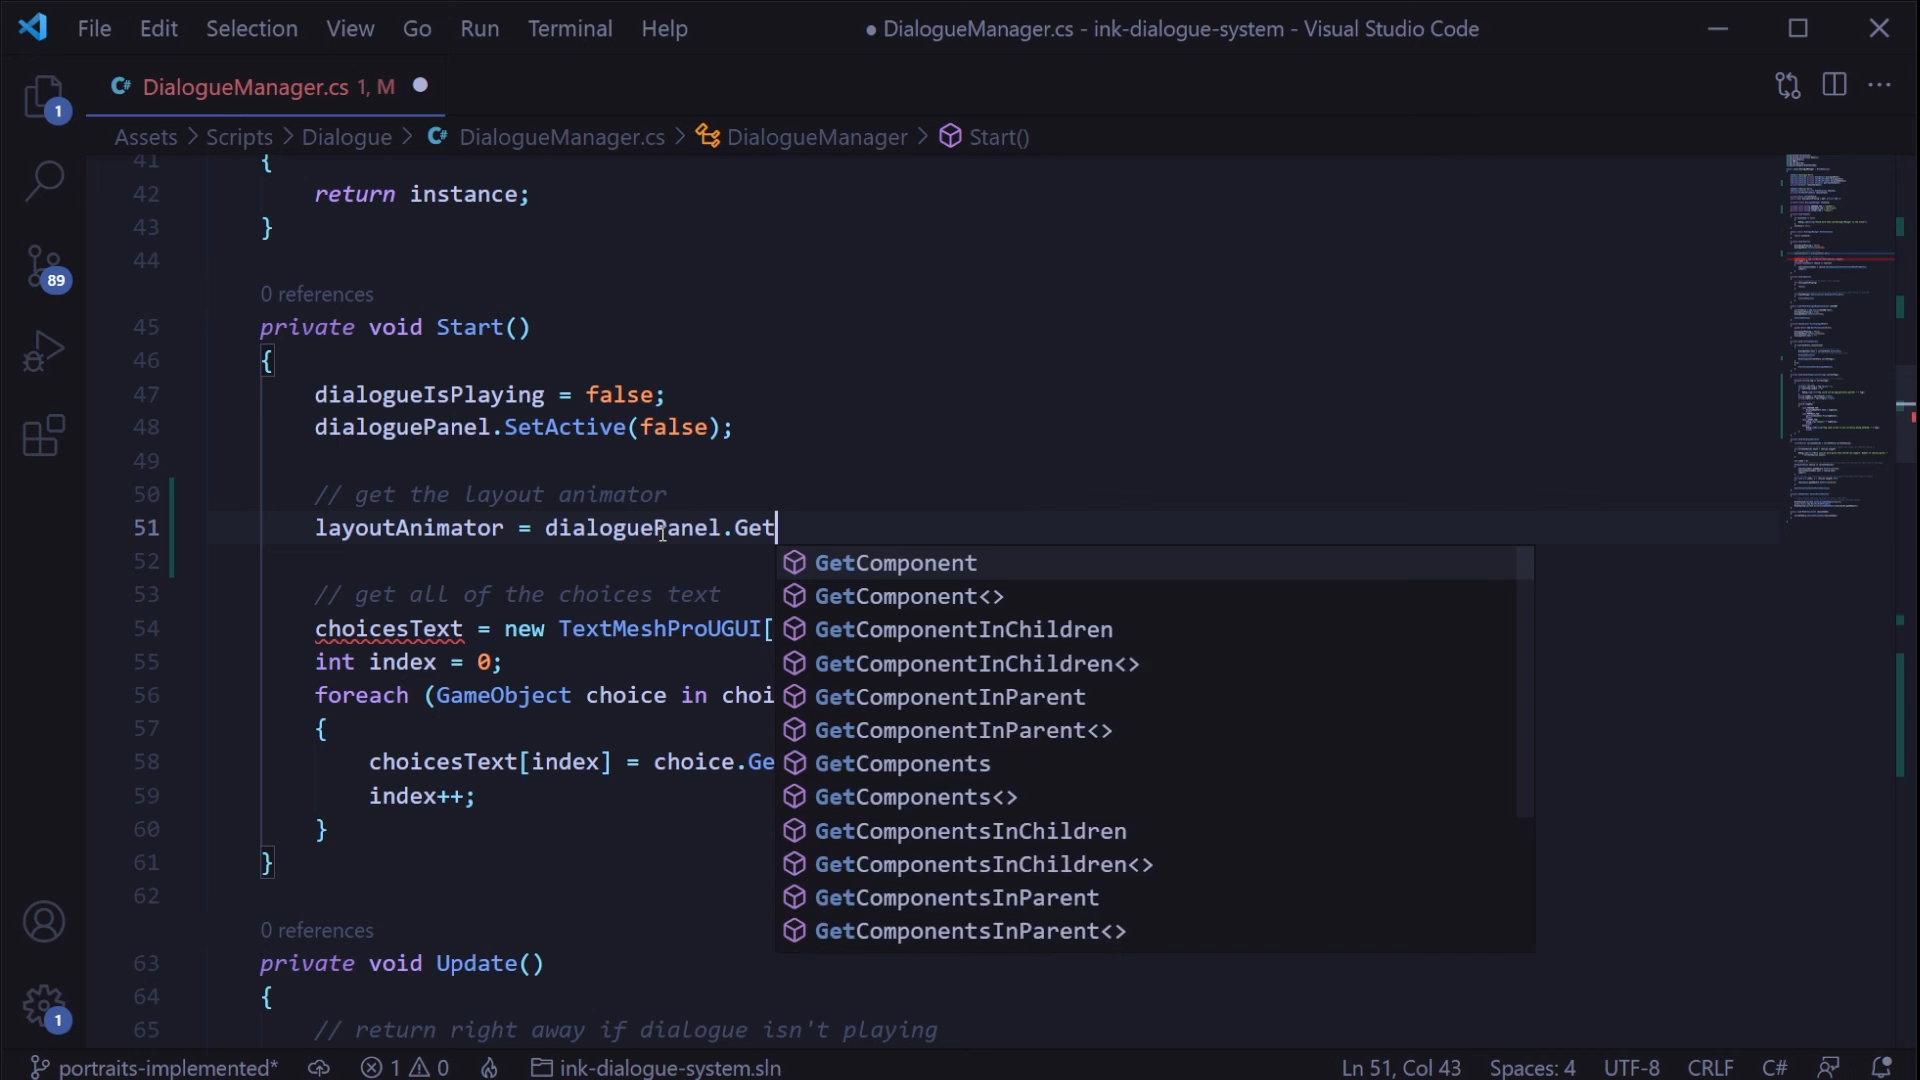 File Edit Selection View Go Run Terminal Help ● DialogueManager.cs - ink-dialogue-system - Visual Studio Code
DialogueManager.cs 1, M
Assets > Scripts > Dialogue > DialogueManager.cs > DialogueManager > Start()
41 {
42 return instance;
43 }
44
0 references
45 private void Start()
46 {
47 dialogueIsPlaying = false;
48 dialoguePanel.SetActive(false);
49
50 // get the layout animator
51 layoutAnimator = dialoguePanel.Get
52
53 // get all of the choices text
54 choicesText = new TextMeshProUGUI[
55 int index = 0;
56 foreach (GameObject choice in choi
57 {
58 choicesText[index] = choice.Ge
59 index++;
60 }
61 }
62
0 references
63 private void Update()
64 {
65 // return right away if dialogue isn't playing
GetComponent
GetComponent<>
GetComponentInChildren
GetComponentInChildren<>
GetComponentInParent
GetComponentInParent<>
GetComponents
GetComponents<>
GetComponentsInChildren
GetComponentsInChildren<>
GetComponentsInParent
GetComponentsInParent<>
1
89
1
portraits-implemented* 1 0 ink-dialogue-system.sln Ln 51, Col 43 Spaces: 4 UTF-8 CRLF C#